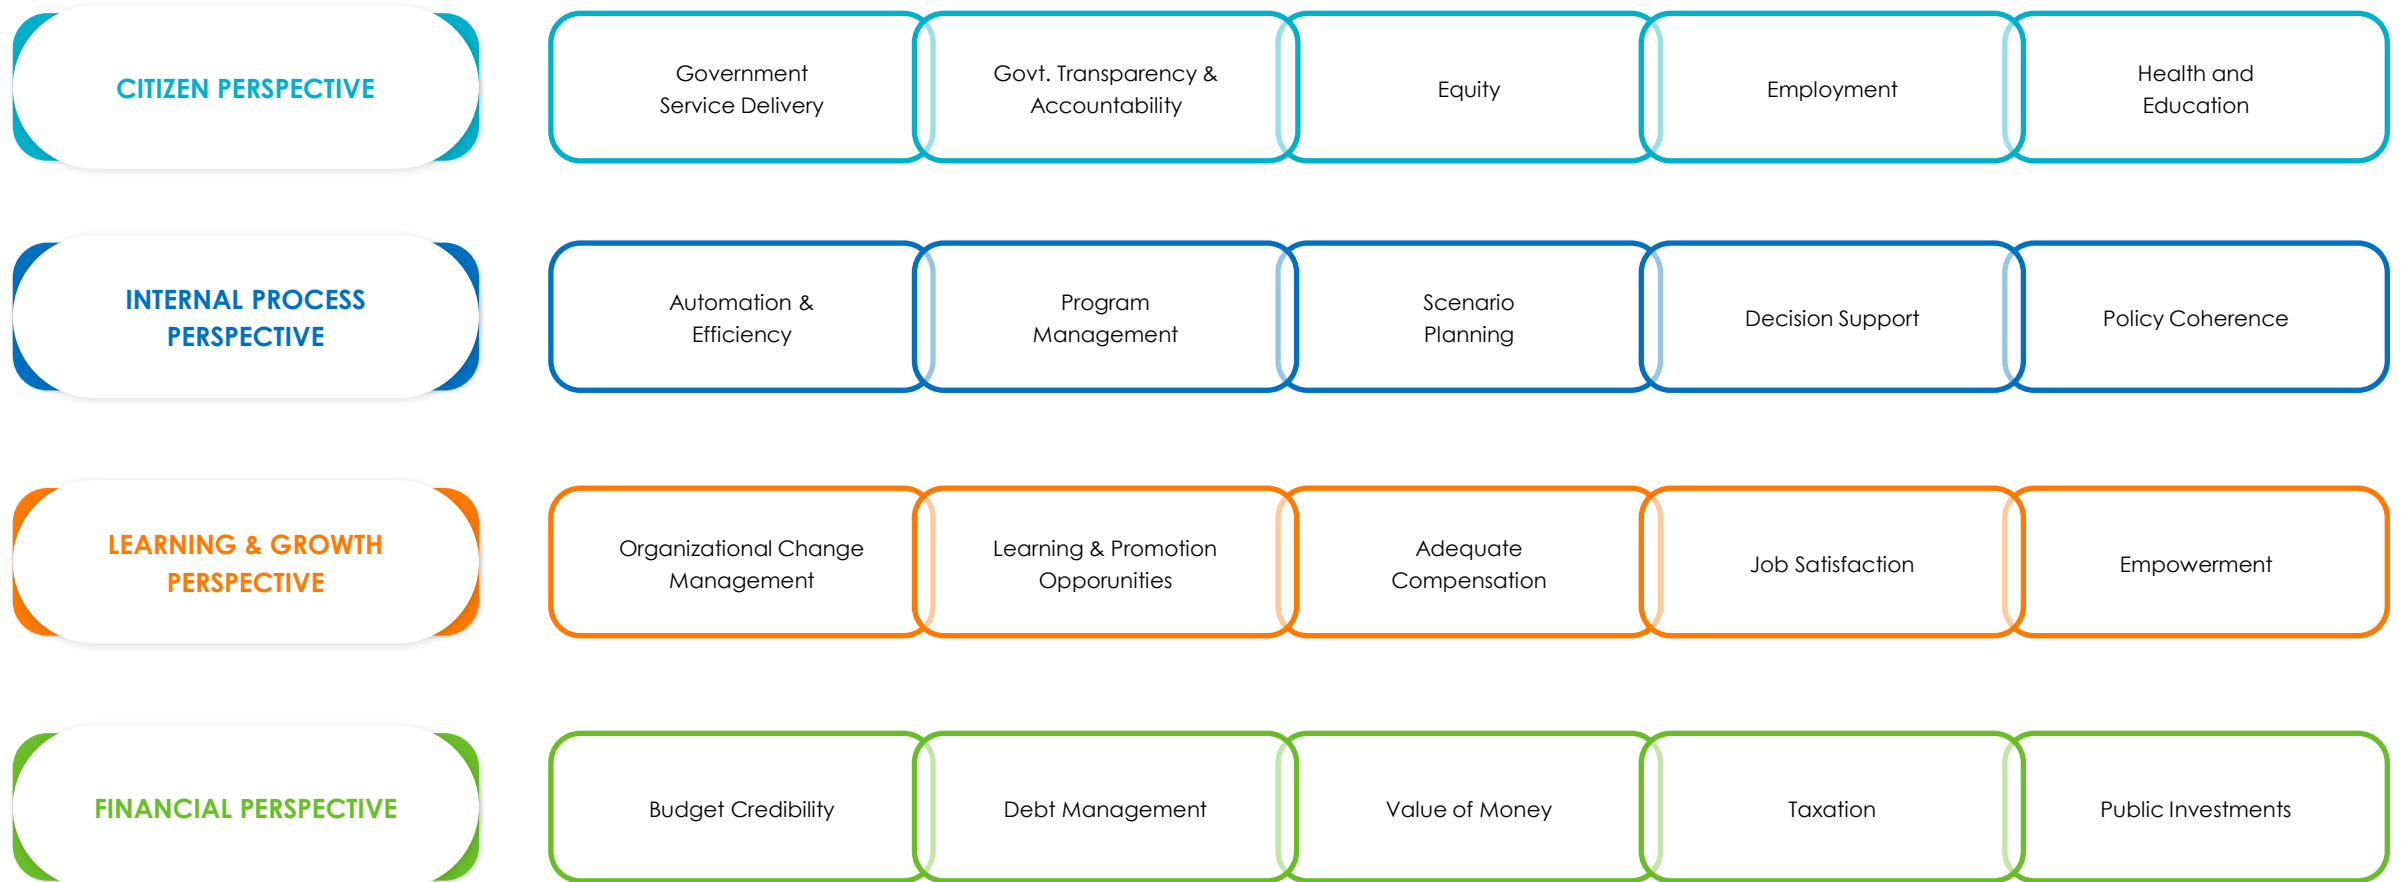 CITIZEN PERSPECTIVE
Government
Service Delivery
Govt. Transparency &
Accountability
Equity
Employment
Health and
Education
INTERNAL PROCESS
PERSPECTIVE
Automation &
Efficiency
Program
Management
Scenario
Planning
Decision Support
Policy Coherence
LEARNING & GROWTH
PERSPECTIVE
Organizational Change
Management
Learning & Promotion
Opporunities
Adequate
Compensation
Job Satisfaction
Empowerment
FINANCIAL PERSPECTIVE
Budget Credibility
Debt Management
Value of Money
Taxation
Public Investments